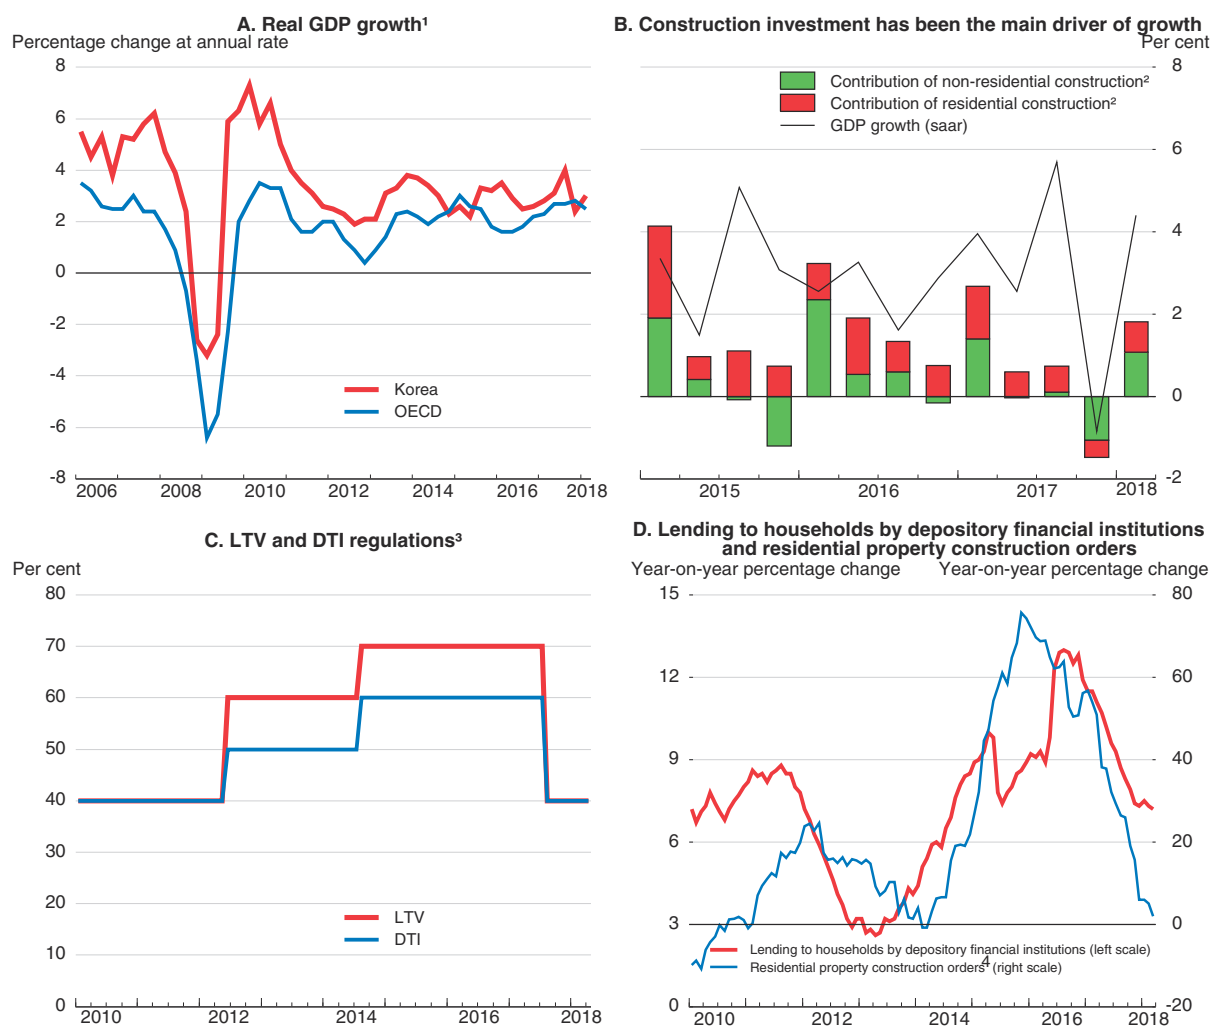 A. Real GDP growth¹
Percentage change at annual rate
8
6
4
2
0
-2
-4
-6
-8
Korea
OECD
2006 2008 2010 2012 2014 2016 2018
B. Construction investment has been the main driver of growth
Per cent
8
6
4
2
0
-2
Contribution of non-residential construction²
Contribution of residential construction²
GDP growth (saar)
2015 2016 2017 2018
C. LTV and DTI regulations³
Per cent
80
70
60
50
40
30
20
10
0
LTV
DTI
2010 2012 2014 2016 2018
D. Lending to households by depository financial institutions
and residential property construction orders
Year-on-year percentage change Year-on-year percentage change
15 80
12 60
9 40
6 20
3 0
0 -20
Lending to households by depository financial institutions (left scale)
Residential property construction orders⁴ (right scale)
2010 2012 2014 2016 2018